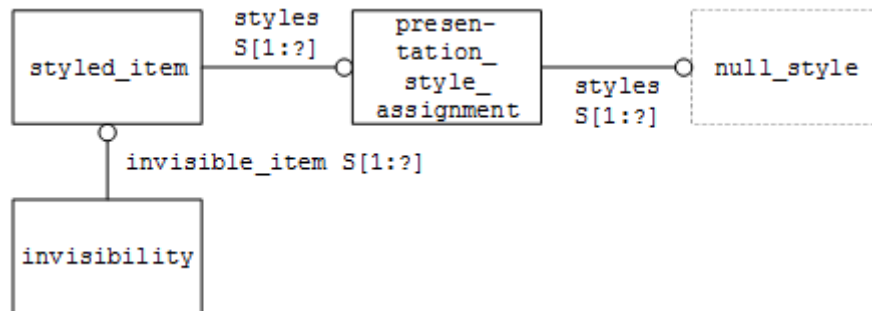 styled_item
styles
S[1:?]
presen-
tation_
style_
assignment
styles
S[1:?]
null_style
invisible_item S[1:?]
invisibility